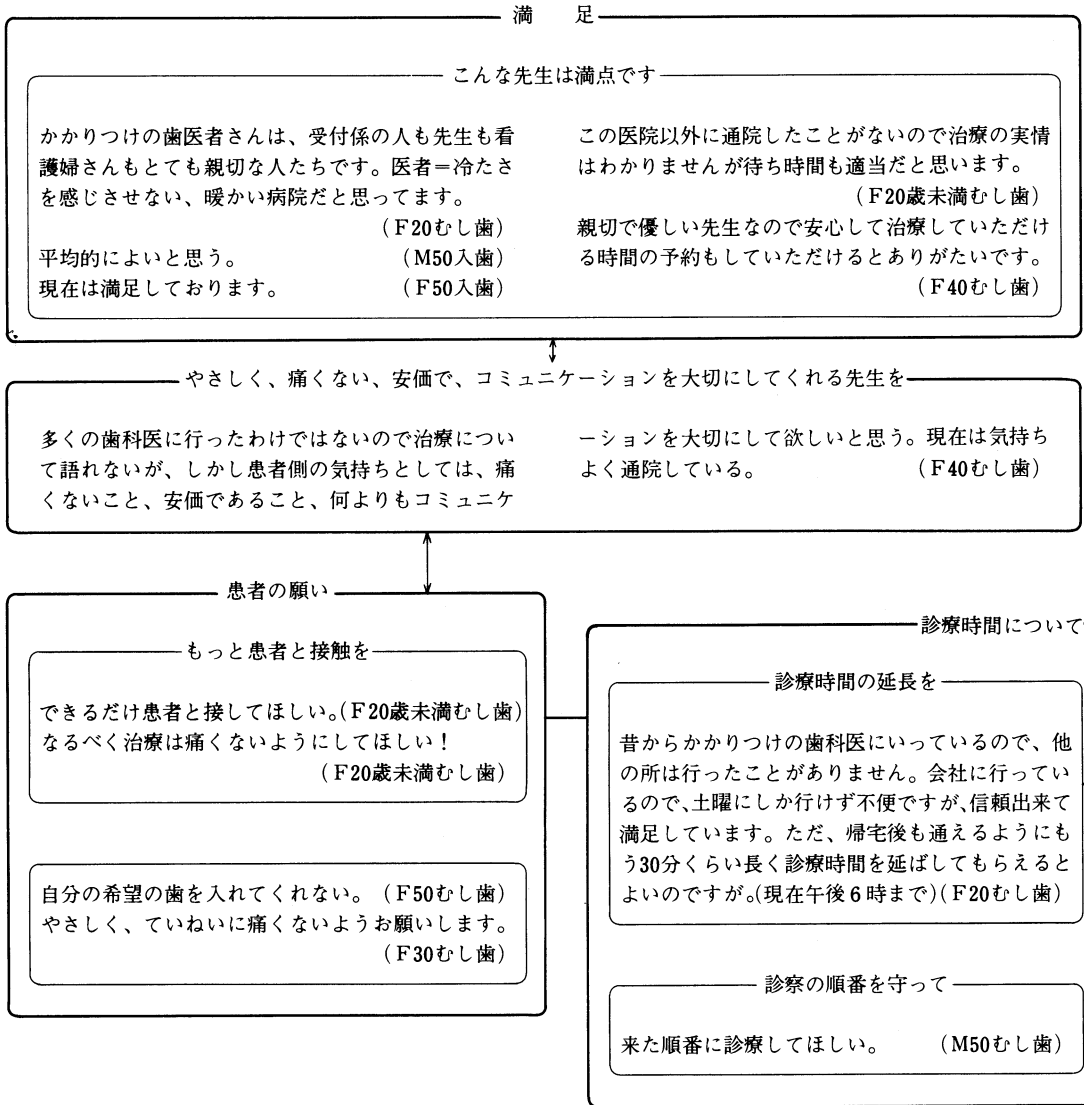 満　足
こんな先生は満点です
かかりつけの歯医者さんは、受付係の人も先生も看
護婦さんもとても親切な人たちです。医者＝冷たさ
を感じさせない、暖かい病院だと思ってます。
（F20むし歯）
平均的によいと思う。　（M50入歯）
現在は満足しております。　（F50入歯）
この医院以外に通院したことがないので治療の実情
はわかりませんが待ち時間も適当だと思います。
（F20歳未満むし歯）
親切で優しい先生なので安心して治療していただけ
る時間の予約もしていただけるとありがたいです。
（F40むし歯）
やさしく、痛くない、安価で、コミュニケーションを大切にしてくれる先生を
多くの歯科医に行ったわけではないので治療につい
て語れないが、しかし患者側の気持ちとしては、痛
くないこと、安価であること、何よりもコミュニケ
ーションを大切にして欲しいと思う。現在は気持ち
よく通院している。　（F40むし歯）
患者の願い
もっと患者と接触を
できるだけ患者と接してほしい。（F20歳未満むし歯）
なるべく治療は痛くないようにしてほしい！
（F20歳未満むし歯）
自分の希望の歯を入れてくれない。（F50むし歯）
やさしく、ていねいに痛くないようお願いします。
（F30むし歯）
診療時間について
診療時間の延長を
昔からかかりつけの歯科医にいっているので、他
の所は行ったことがありません。会社に行ってい
るので、土曜にしか行けず不便ですが、信頼出来て
満足しています。ただ、帰宅後も通えるようにも
う30分くらい長く診療時間を延ばしてもらえると
よいのですが。（現在午後6時まで）（F20むし歯）
診察の順番を守って
来た順番に診療してほしい。　（M50むし歯）